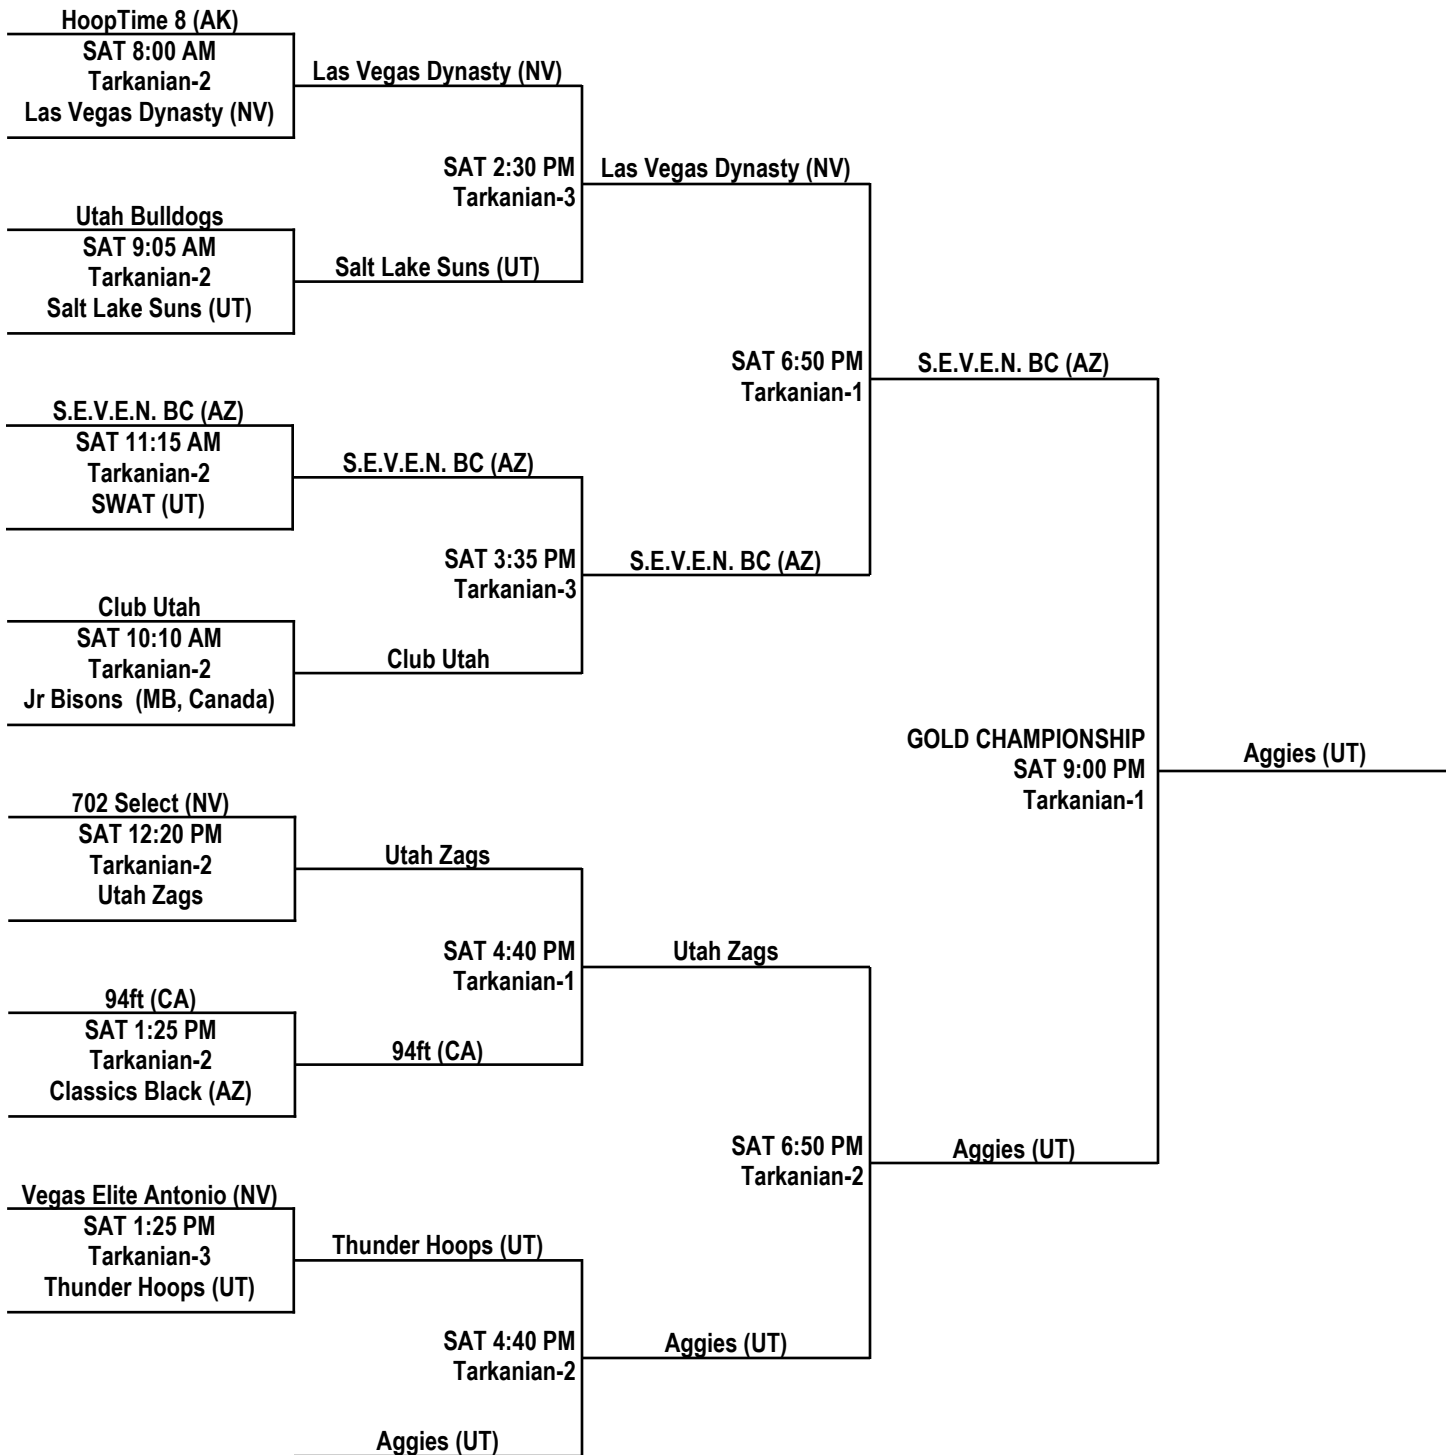 HoopTime 8 (AK)
SAT 8:00 AM
Tarkanian-2
Las Vegas Dynasty (NV)
Las Vegas Dynasty (NV)
SAT 2:30 PM
Tarkanian-3
Las Vegas Dynasty (NV)
Utah Bulldogs
SAT 9:05 AM
Tarkanian-2
Salt Lake Suns (UT)
Salt Lake Suns (UT)
SAT 6:50 PM
Tarkanian-1
S.E.V.E.N. BC (AZ)
S.E.V.E.N. BC (AZ)
SAT 11:15 AM
Tarkanian-2
SWAT (UT)
S.E.V.E.N. BC (AZ)
SAT 3:35 PM
Tarkanian-3
S.E.V.E.N. BC (AZ)
Club Utah
SAT 10:10 AM
Tarkanian-2
Jr Bisons  (MB, Canada)
Club Utah
GOLD CHAMPIONSHIP
SAT 9:00 PM
Tarkanian-1
Aggies (UT)
702 Select (NV)
SAT 12:20 PM
Tarkanian-2
Utah Zags
Utah Zags
SAT 4:40 PM
Tarkanian-1
Utah Zags
94ft (CA)
SAT 1:25 PM
Tarkanian-2
Classics Black (AZ)
94ft (CA)
SAT 6:50 PM
Tarkanian-2
Aggies (UT)
Vegas Elite Antonio (NV)
SAT 1:25 PM
Tarkanian-3
Thunder Hoops (UT)
Thunder Hoops (UT)
SAT 4:40 PM
Tarkanian-2
Aggies (UT)
Aggies (UT)